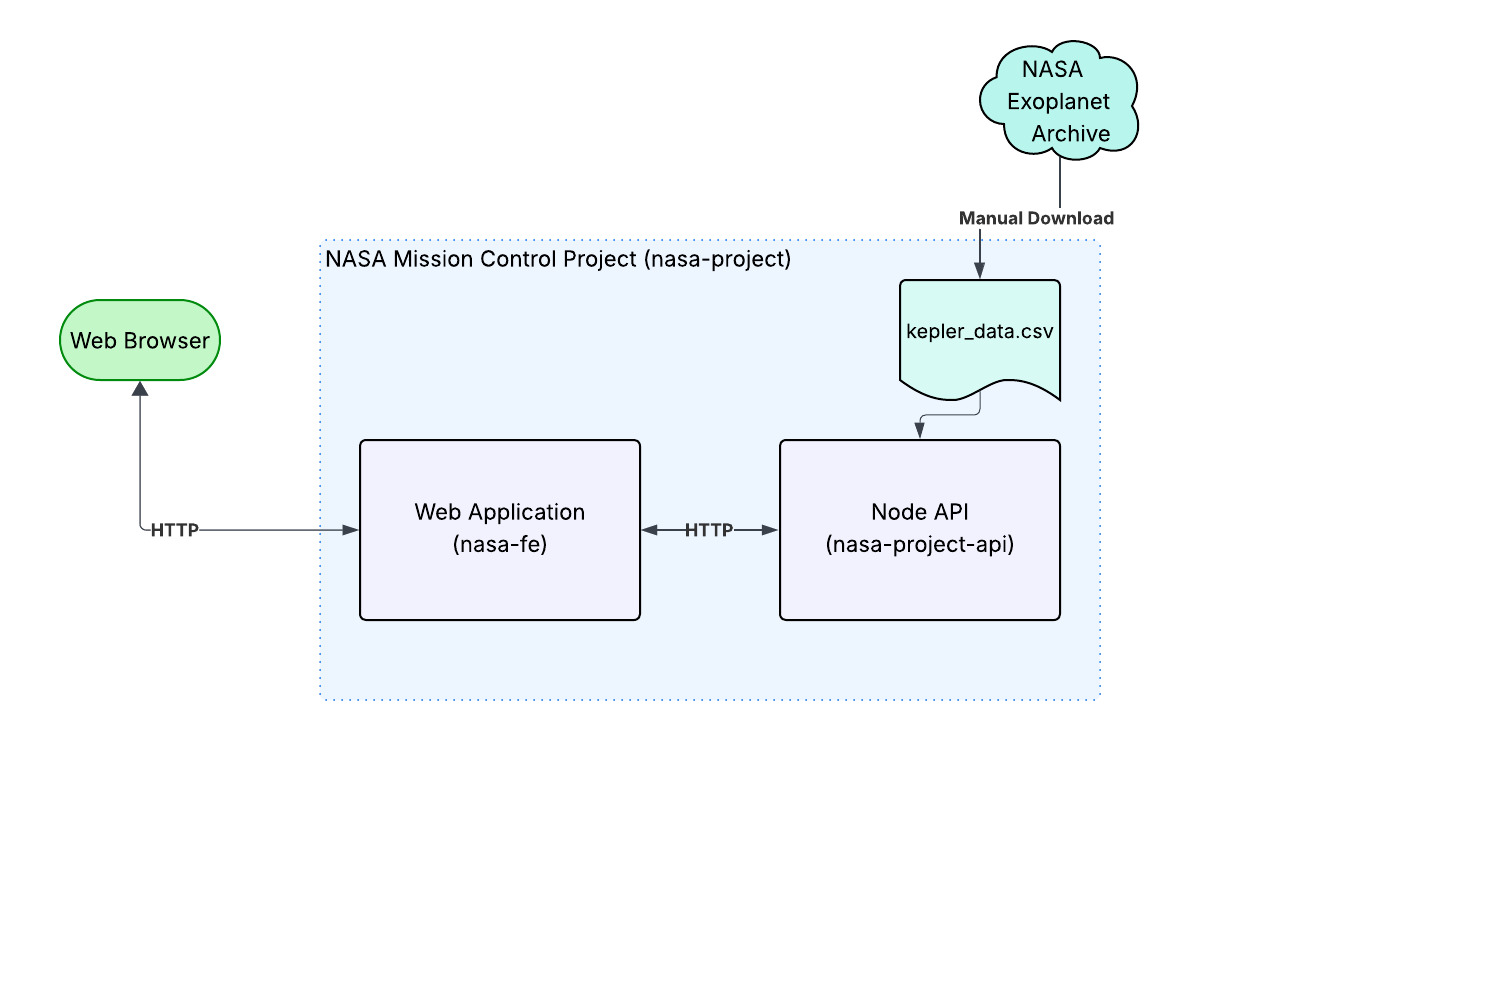 NASA
Exoplanet
Archive
Manual Download
NASA Mission Control Project (nasa-project)
kepler_data.csv
Web Browser
HTTP
Web Application
(nasa-fe)
HTTP
Node API
(nasa-project-api)